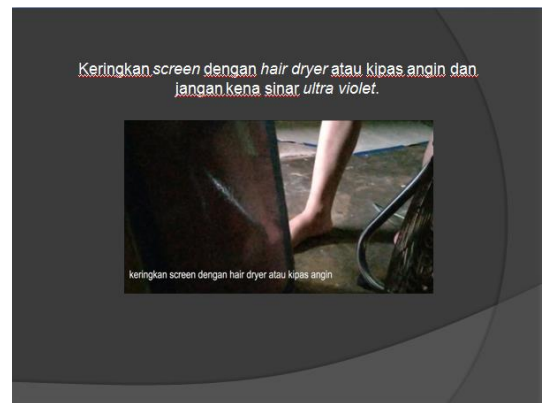 Keringkan screen dengan hair dryer atau kipas angin dan
jangan kena sinar ultra violet.
keringkan screen dengan hair dryer atau kipas angin